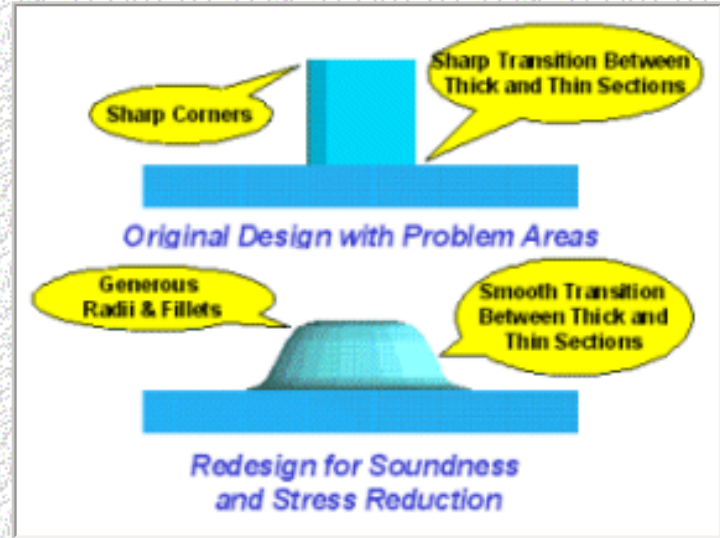 Sharp Transition Between
Thick and Thin Sections
Sharp Corners
Original Design with Problem Areas
Generous
Radii & Fillets
Smooth Transition
Between Thick and
Thin Sections
Redesign for Soundness
and Stress Reduction